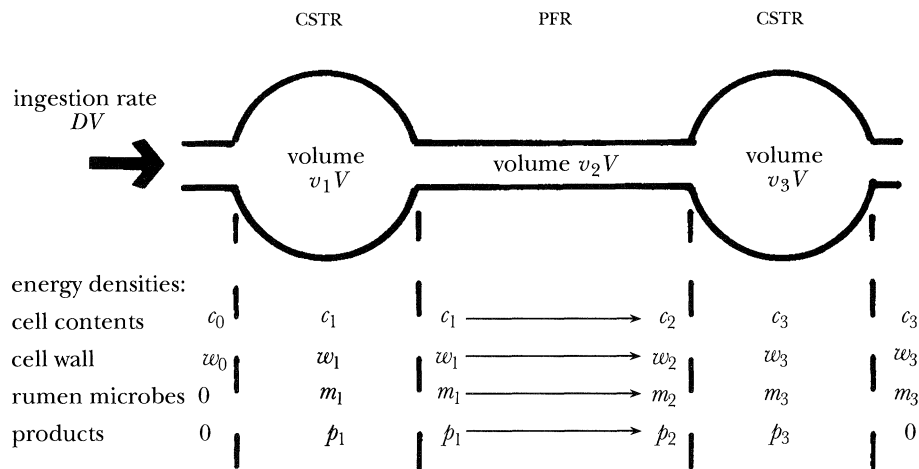 CSTR PFR CSTR
ingestion rate
DV
volume volume v₂V volume
v₁V v₃V
energy densities:
cell contents c₀ c₁ c₁ c₂ c₃ c₃
cell wall w₀ w₁ w₁ w₂ w₃ w₃
rumen microbes 0 m₁ m₁ m₂ m₃ m₃
products 0 p₁ p₁ p₂ p₃ 0